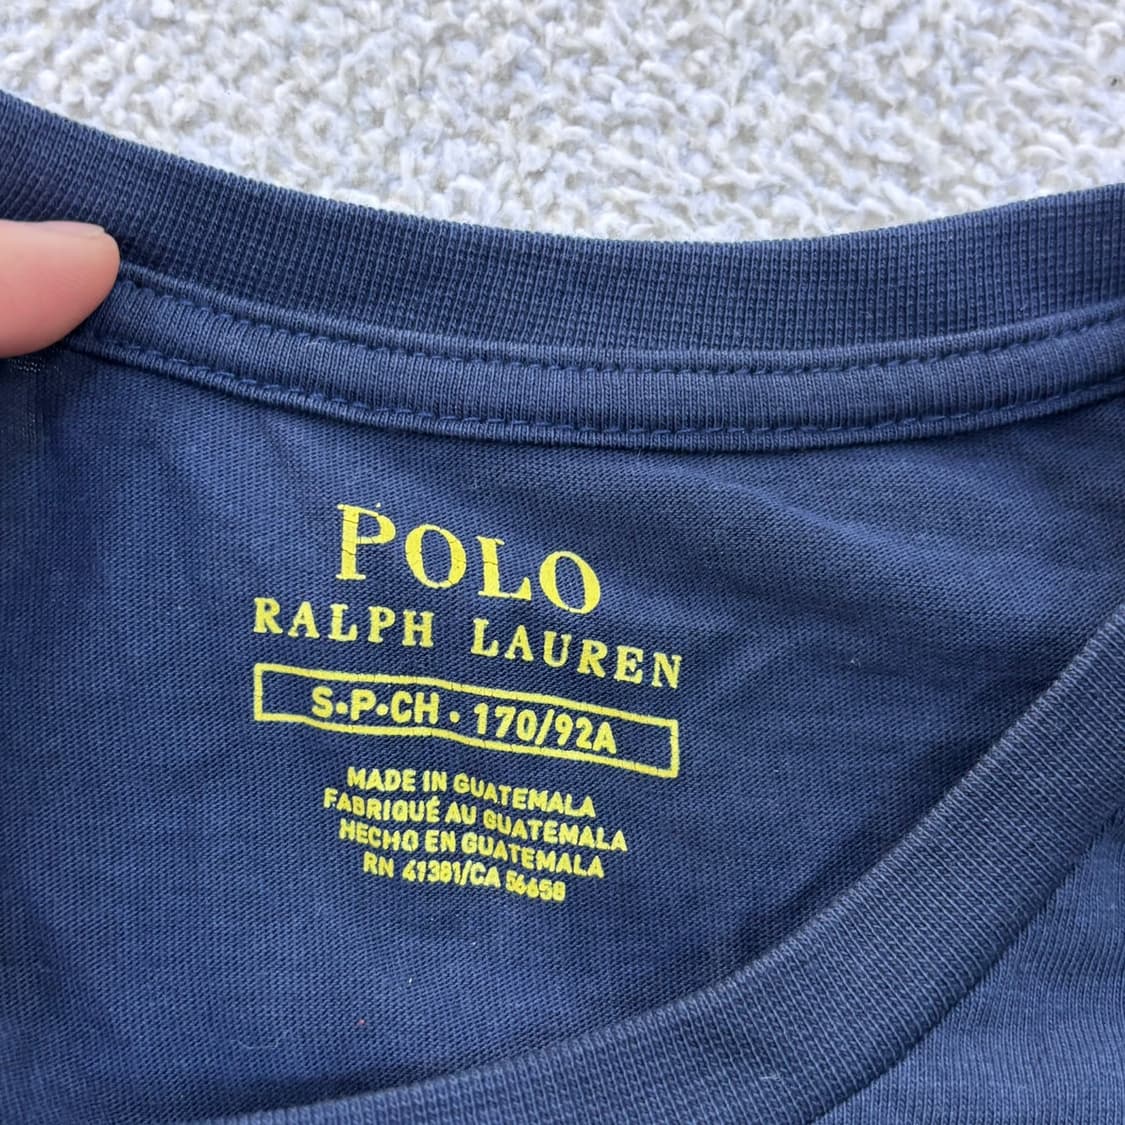 POLO
RALPH LAUREN
S•P•CH • 170/92A
MADE IN GUATEMALA
FABRIQUÉ AU GUATEMALA
HECHO EN GUATEMALA
RN 41381/CA 56658